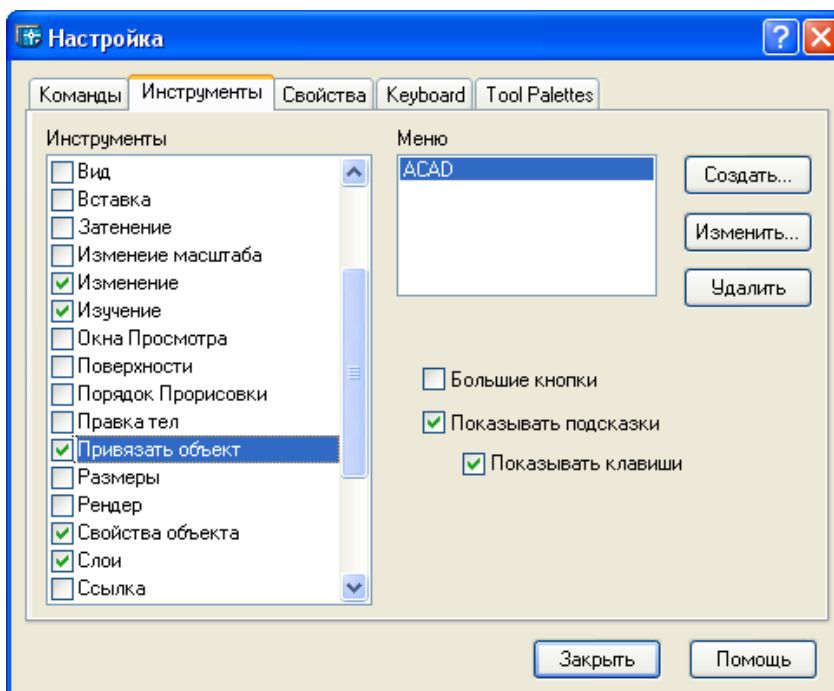 Настройка
Команды Инструменты Свойства Keyboard Tool Palettes
Инструменты
Вид
Вставка
Затенение
Изменеие масштаба
Изменение
Изучение
Окна Просмотра
Поверхности
Порядок Прорисовки
Правка тел
Привязать объект
Размеры
Рендер
Свойства объекта
Слои
Ссылка
Меню
ACAD
Создать...
Изменить...
Удалить
Большие кнопки
Показывать подсказки
Показывать клавиши
Закрыть Помощь